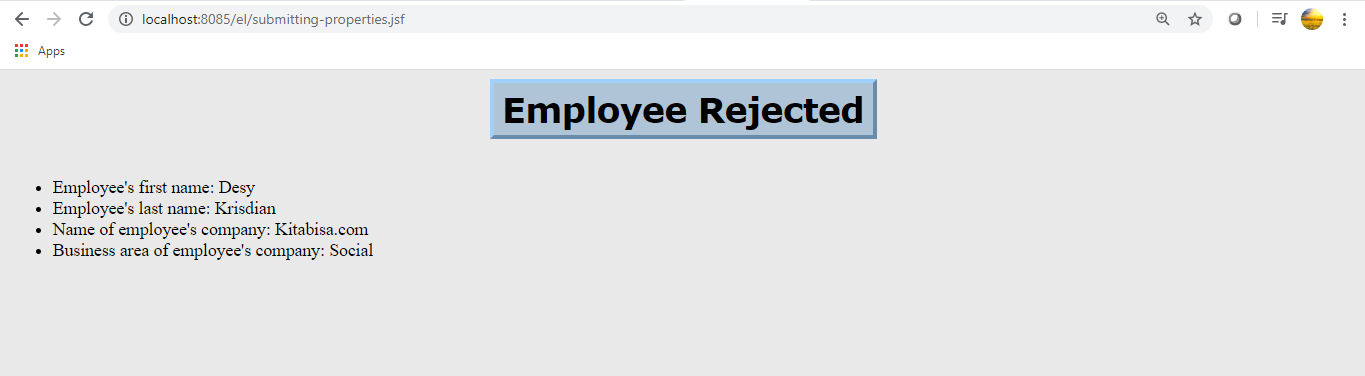 localhost:8085/el/submitting-properties.jsf
Apps
Employee Rejected
• Employee's first name: Desy
• Employee's last name: Krisdian
• Name of employee's company: Kitabisa.com
• Business area of employee's company: Social